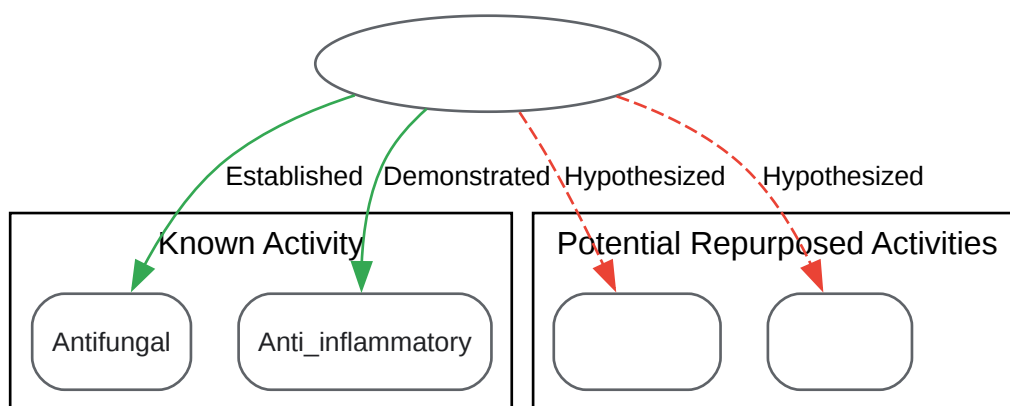 Established
Demonstrated
Hypothesized
Hypothesized
Known Activity
Potential Repurposed Activities
Antifungal
Anti_inflammatory